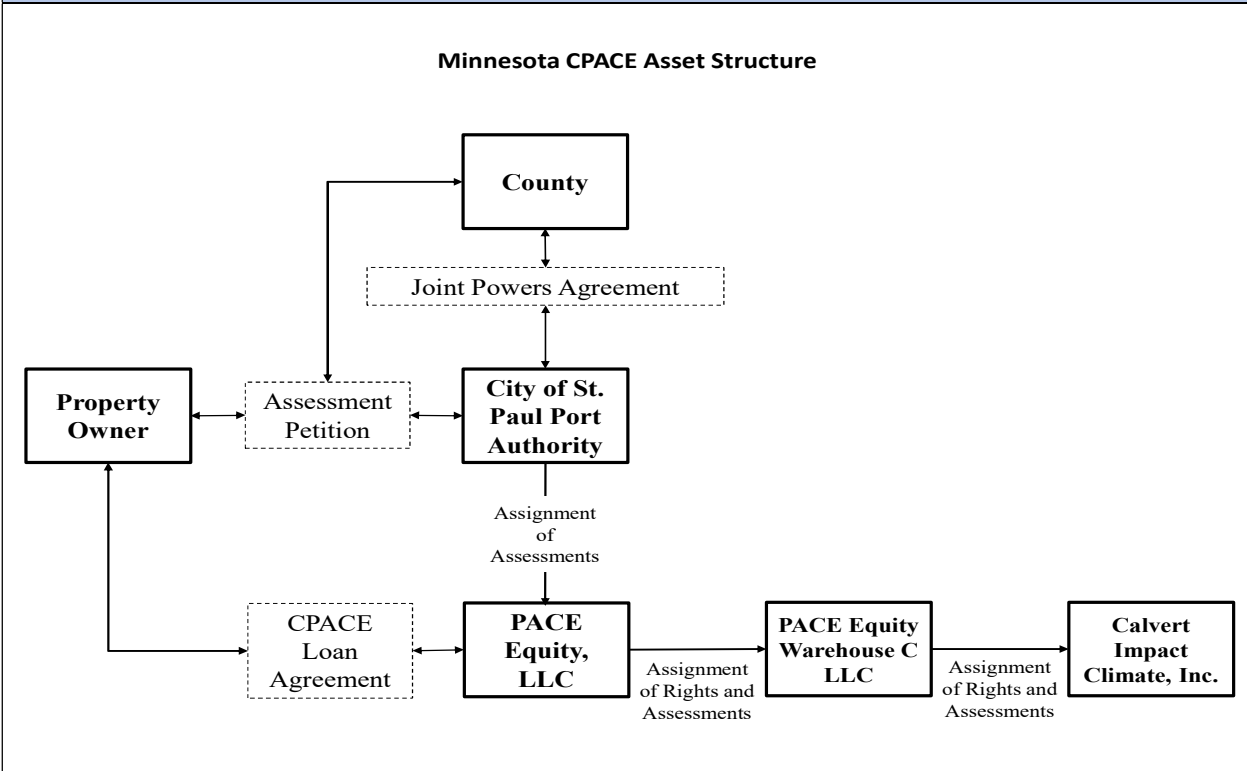 Minnesota CPACE Asset Structure
County
Joint Powers Agreement
Property
Owner
Assessment
Petition
City of St.
Paul Port
Authority
Assignment
of
Assessments
CPACE
Loan
Agreement
PACE
Equity,
LLC
Assignment
of Rights and
Assessments
PACE Equity
Warehouse C
LLC
Assignment
of Rights and
Assessments
Calvert
Impact
Climate, Inc.